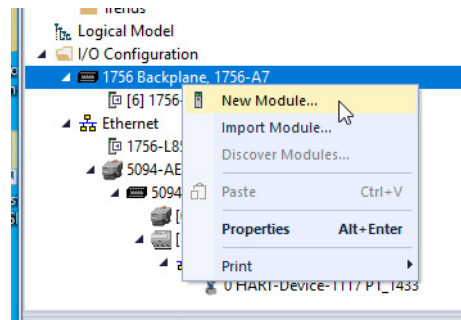 Trends
Logical Model
I/O Configuration
1756 Backplane, 1756-A7
[6] 1756-
New Module...
Import Module...
Ethernet
1756-L8
Discover Modules...
5094-AE
5094
Paste Ctrl+V
Properties Alt+Enter
Print
0 HART-Device-1117 PT_1433